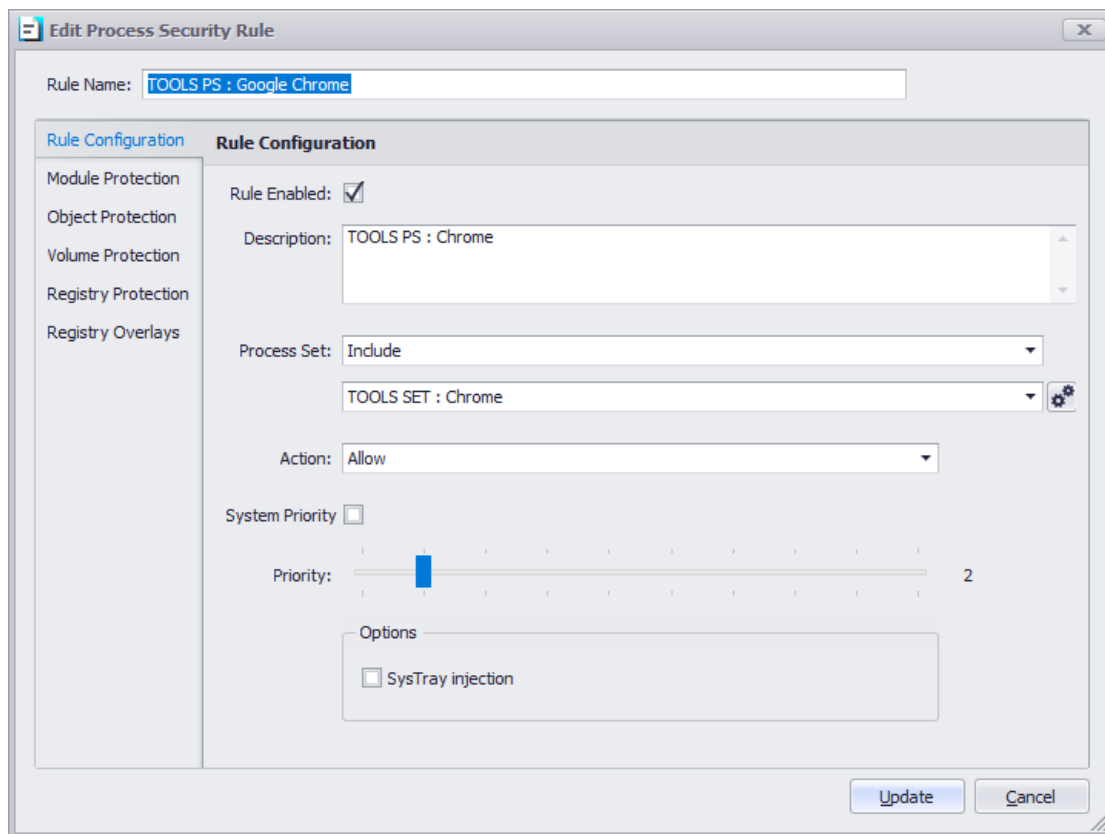 Edit Process Security Rule
Rule Name: TOOLS PS : Google Chrome
Rule Configuration
Module Protection
Object Protection
Volume Protection
Registry Protection
Registry Overlays
Rule Configuration
Rule Enabled:
Description: TOOLS PS : Chrome
Process Set: Include
TOOLS SET : Chrome
Action: Allow
System Priority
Priority: 2
Options
SysTray injection
Update Cancel